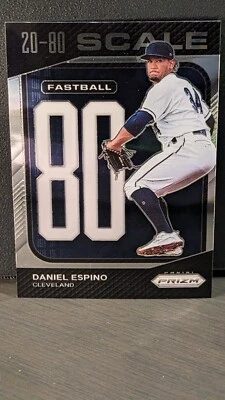 20-80 SCALE
FASTBALL
80
DANIEL ESPINO
CLEVELAND
PANINI
PRIZM